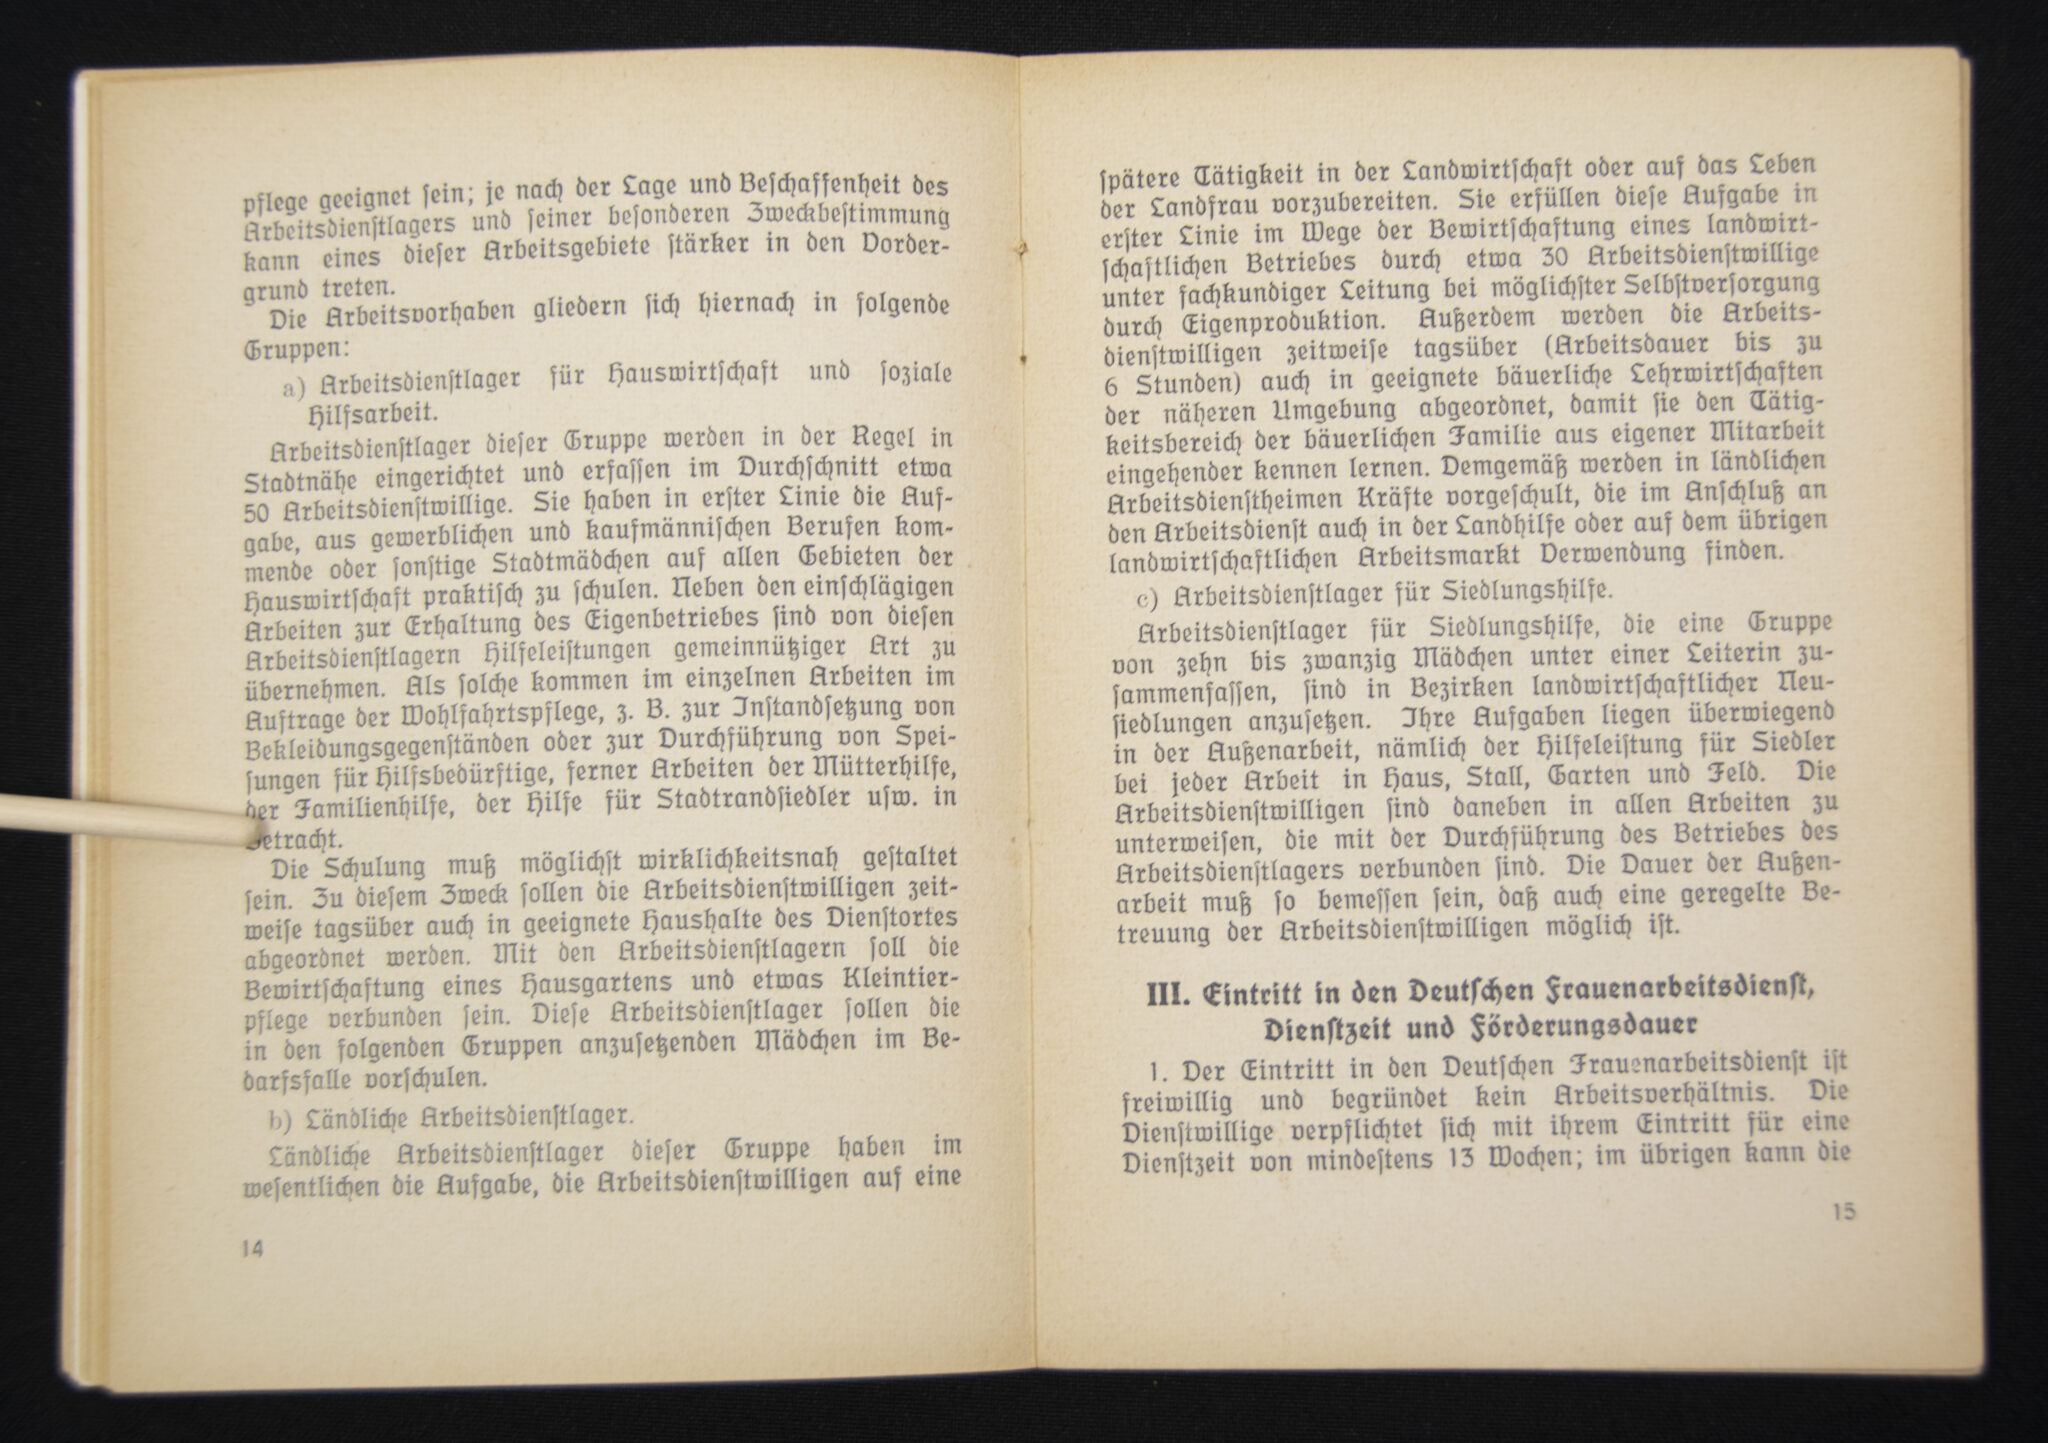 pflege geeignet ſein; je nach der Lage und Beſchaffenheit des
Arbeitsdienſtlagers und ſeiner beſonderen Zweckbeſtimmung
kann eines dieſer Arbeitsgebiete ſtärker in den Vorder-
grund treten.
Die Arbeitsvorhaben gliedern ſich hiernach in folgende
Gruppen:
a) Arbeitsdienſtlager für Hauswirtſchaft und ſoziale
Hilfsarbeit.
Arbeitsdienſtlager dieſer Gruppe werden in der Regel in
Stadtnähe eingerichtet und erfaſſen im Durchſchnitt etwa
50 Arbeitsdienſtwillige. Sie haben in erſter Linie die Auf-
gabe, aus gewerblichen und kaufmänniſchen Berufen kom-
mende oder ſonſtige Stadtmädchen auf allen Gebieten der
Hauswirtſchaft praktiſch zu ſchulen. Neben den einſchlägigen
Arbeiten zur Erhaltung des Eigenbetriebes ſind von dieſen
Arbeitsdienſtlagern Hilfeleiſtungen gemeinnütziger Art zu
übernehmen. Als ſolche kommen im einzelnen Arbeiten im
Auftrage der Wohlfahrtspflege, z. B. zur Inſtandſetzung von
Bekleidungsgegenſtänden oder zur Durchführung von Spei-
ſungen für Hilfsbedürftige, ferner Arbeiten der Mütterhilfe,
der Familienhilfe, der Hilfe für Stadtrandſiedler uſw. in
Betracht.
Die Schulung muß möglichſt wirklichkeitsnah geſtaltet
ſein. Zu dieſem Zweck ſollen die Arbeitsdienſtwilligen zeit-
weiſe tagsüber auch in geeignete Haushalte des Dienſtortes
abgeordnet werden. Mit den Arbeitsdienſtlagern ſoll die
Bewirtſchaftung eines Hausgartens und etwas Kleintier-
pflege verbunden ſein. Dieſe Arbeitsdienſtlager ſollen die
in den folgenden Gruppen anzuſetzenden Mädchen im Be-
darfsfalle vorſchulen.
b) Ländliche Arbeitsdienſtlager.
Ländliche Arbeitsdienſtlager dieſer Gruppe haben im
weſentlichen die Aufgabe, die Arbeitsdienſtwilligen auf eine
14
ſpätere Tätigkeit in der Landwirtſchaft oder auf das Leben
der Landfrau vorzubereiten. Sie erfüllen dieſe Aufgabe in
erſter Linie im Wege der Bewirtſchaftung eines landwirt-
ſchaftlichen Betriebes durch etwa 30 Arbeitsdienſtwillige
unter fachkundiger Leitung bei möglichſter Selbſtverſorgung
durch Eigenproduktion. Außerdem werden die Arbeits-
dienſtwilligen zeitweiſe tagsüber (Arbeitsdauer bis zu
6 Stunden) auch in geeignete bäuerliche Lehrwirtſchaften
der näheren Umgebung abgeordnet, damit ſie den Tätig-
keitsbereich der bäuerlichen Familie aus eigener Mitarbeit
eingehender kennen lernen. Demgemäß werden in ländlichen
Arbeitsdienſtheimen Kräfte vorgeſchult, die im Anſchluß an
den Arbeitsdienſt auch in der Landhilfe oder auf dem übrigen
landwirtſchaftlichen Arbeitsmarkt Verwendung finden.
c) Arbeitsdienſtlager für Siedlungshilfe.
Arbeitsdienſtlager für Siedlungshilfe, die eine Gruppe
von zehn bis zwanzig Mädchen unter einer Leiterin zu-
ſammenfaſſen, ſind in Bezirken landwirtſchaftlicher Neu-
ſiedlungen anzuſetzen. Ihre Aufgaben liegen überwiegend
in der Außenarbeit, nämlich der Hilfeleiſtung für Siedler
bei jeder Arbeit in Haus, Stall, Garten und Feld. Die
Arbeitsdienſtwilligen ſind daneben in allen Arbeiten zu
unterweiſen, die mit der Durchführung des Betriebes des
Arbeitsdienſtlagers verbunden ſind. Die Dauer der Außen-
arbeit muß ſo bemeſſen ſein, daß auch eine geregelte Be-
treuung der Arbeitsdienſtwilligen möglich iſt.
III. Eintritt in den Deutſchen Frauenarbeitsdienſt,
Dienſtzeit und Förderungsdauer
1. Der Eintritt in den Deutſchen Frauenarbeitsdienſt iſt
freiwillig und begründet kein Arbeitsverhältnis. Die
Dienſtwillige verpflichtet ſich mit ihrem Eintritt für eine
Dienſtzeit von mindeſtens 13 Wochen; im übrigen kann die
15